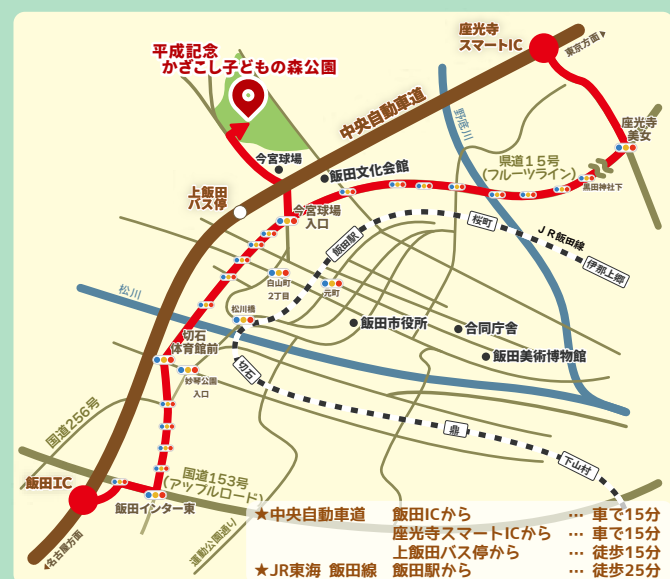 座光寺
スマートIC
東京方面▶
平成記念
かざこし子どもの森公園
中央自動車道
野底川
座光寺
美女
今宮球場
飯田文化会館
県道15号
(フルーツライン)
黒田神社下
上飯田
バス停
今宮球場
入口
飯田駅
桜町
JR飯田線
伊那上郷
白山町
2丁目
元町
松川
松川橋
飯田市役所
合同庁舎
飯田美術博物館
切石
体育館前
妙琴公園
入口
切石
国道256号
鼎
下山村
飯田IC
国道153号
(アップルロード)
飯田インター東
運動公園通り
◀名古屋方面
★中央自動車道 飯田ICから … 車で15分
座光寺スマートICから … 車で15分
上飯田バス停から … 徒歩15分
★JR東海 飯田線 飯田駅から … 徒歩25分